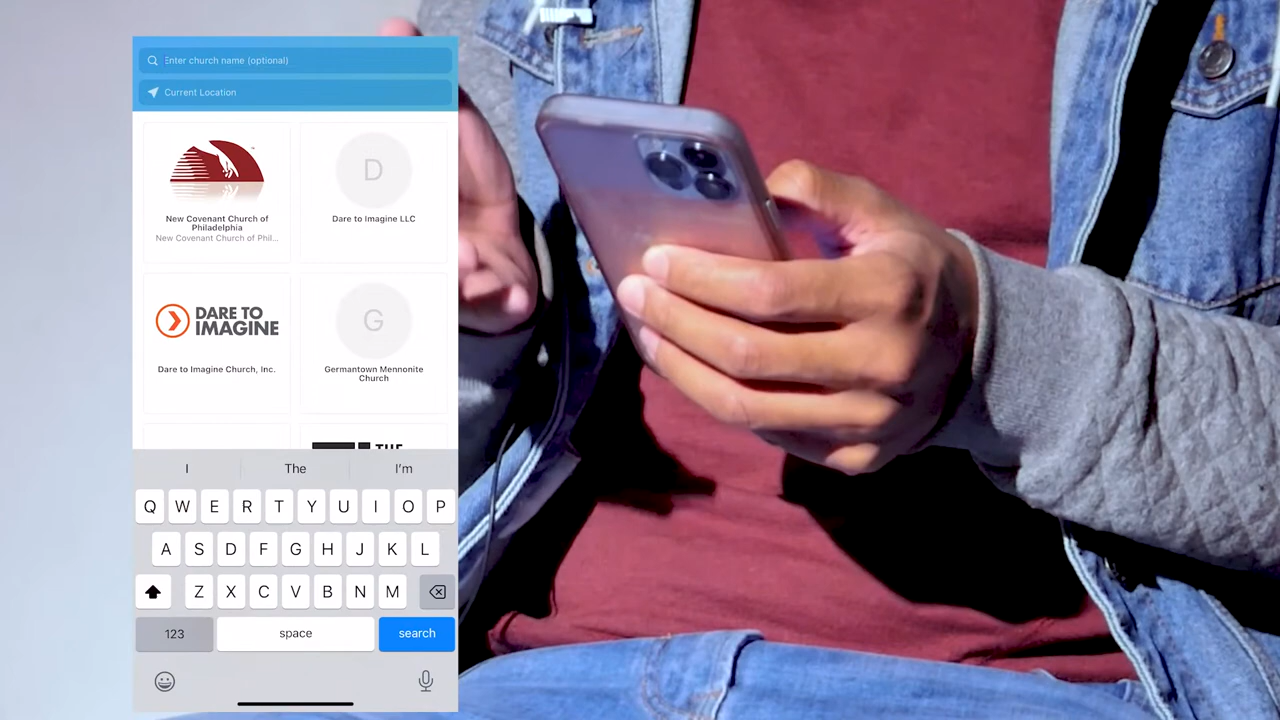 Enter church name (optional)
Current Location
New Covenant Church of
Philadelphia
New Covenant Church of Phil...
D
Dare to Imagine LLC
DARE TO
IMAGINE
Dare to Imagine Church, Inc.
G
Germantown Mennonite
Church
THE
I
The
I'm
Q W E R T Y U I O P
A S D F G H J K L
Z X C V B N M
123
space
search